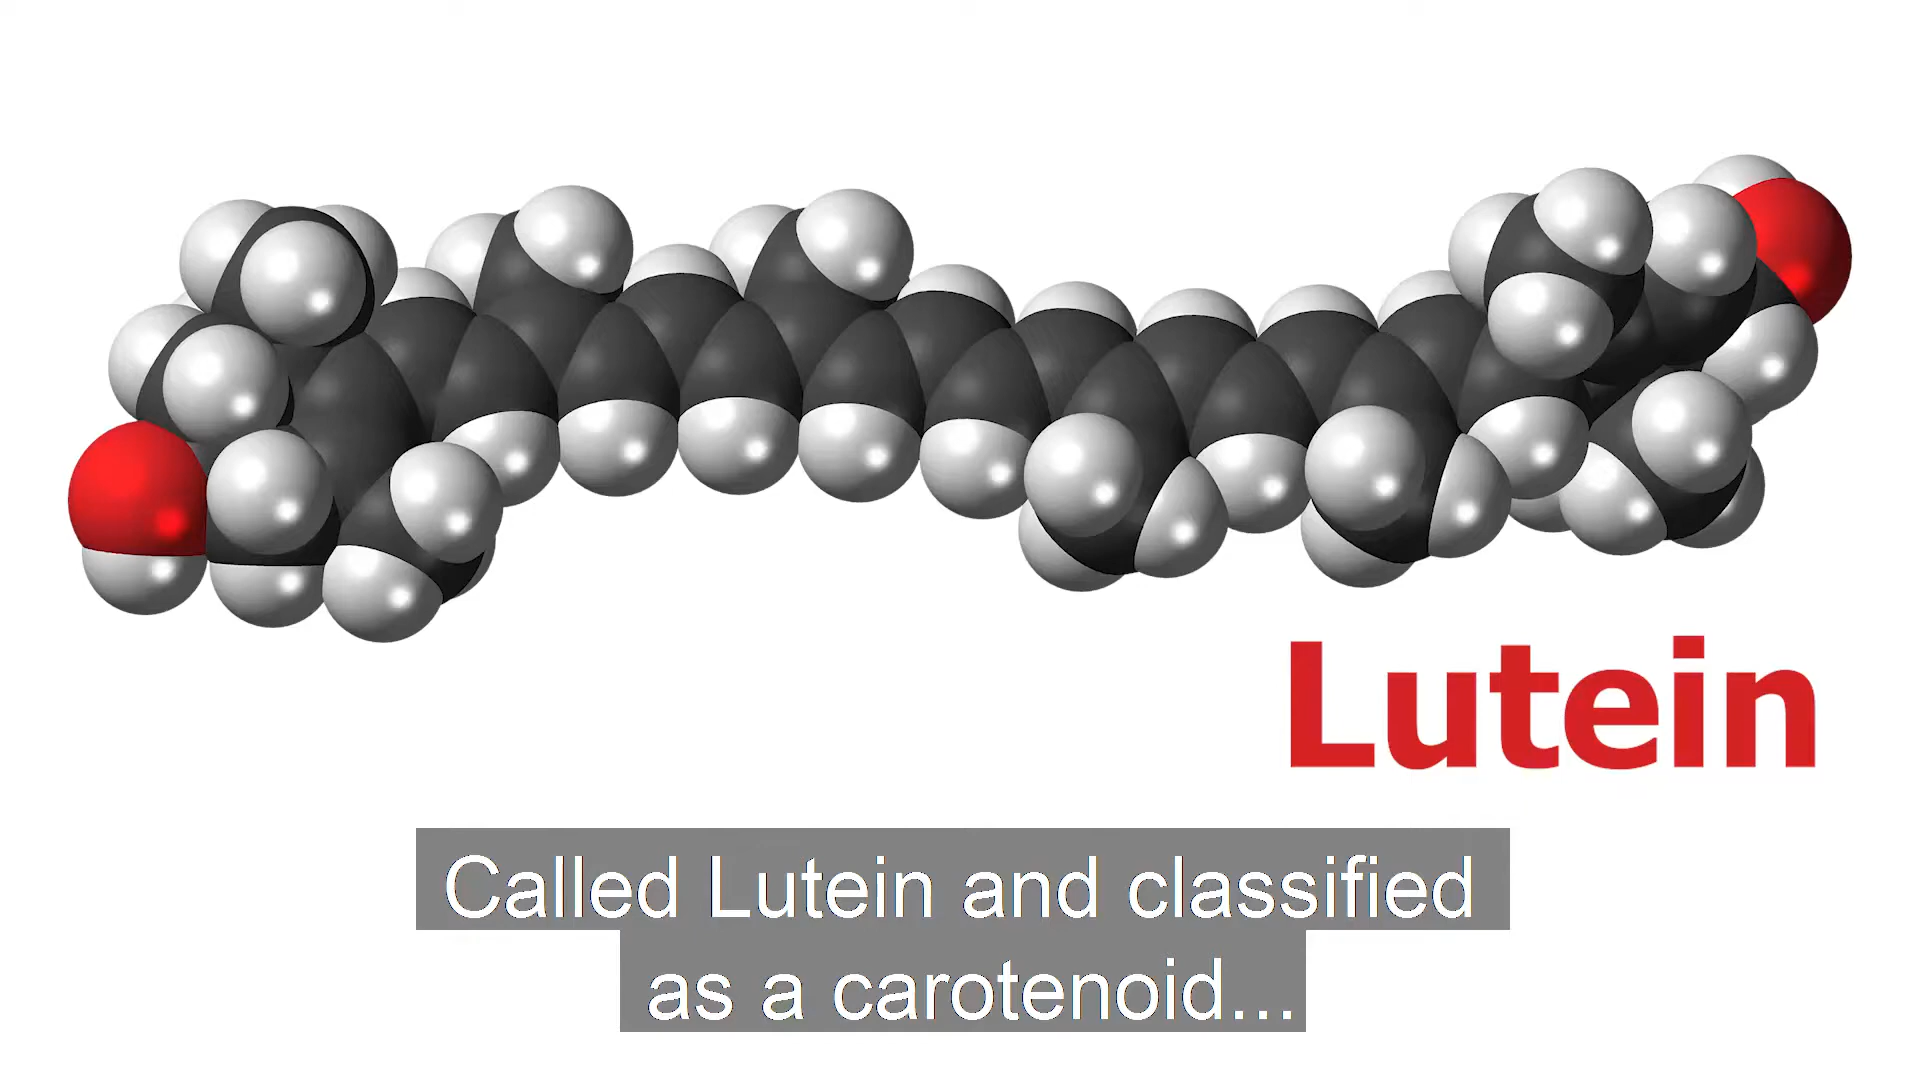 Lutein
Called Lutein and classified
as a carotenoid...